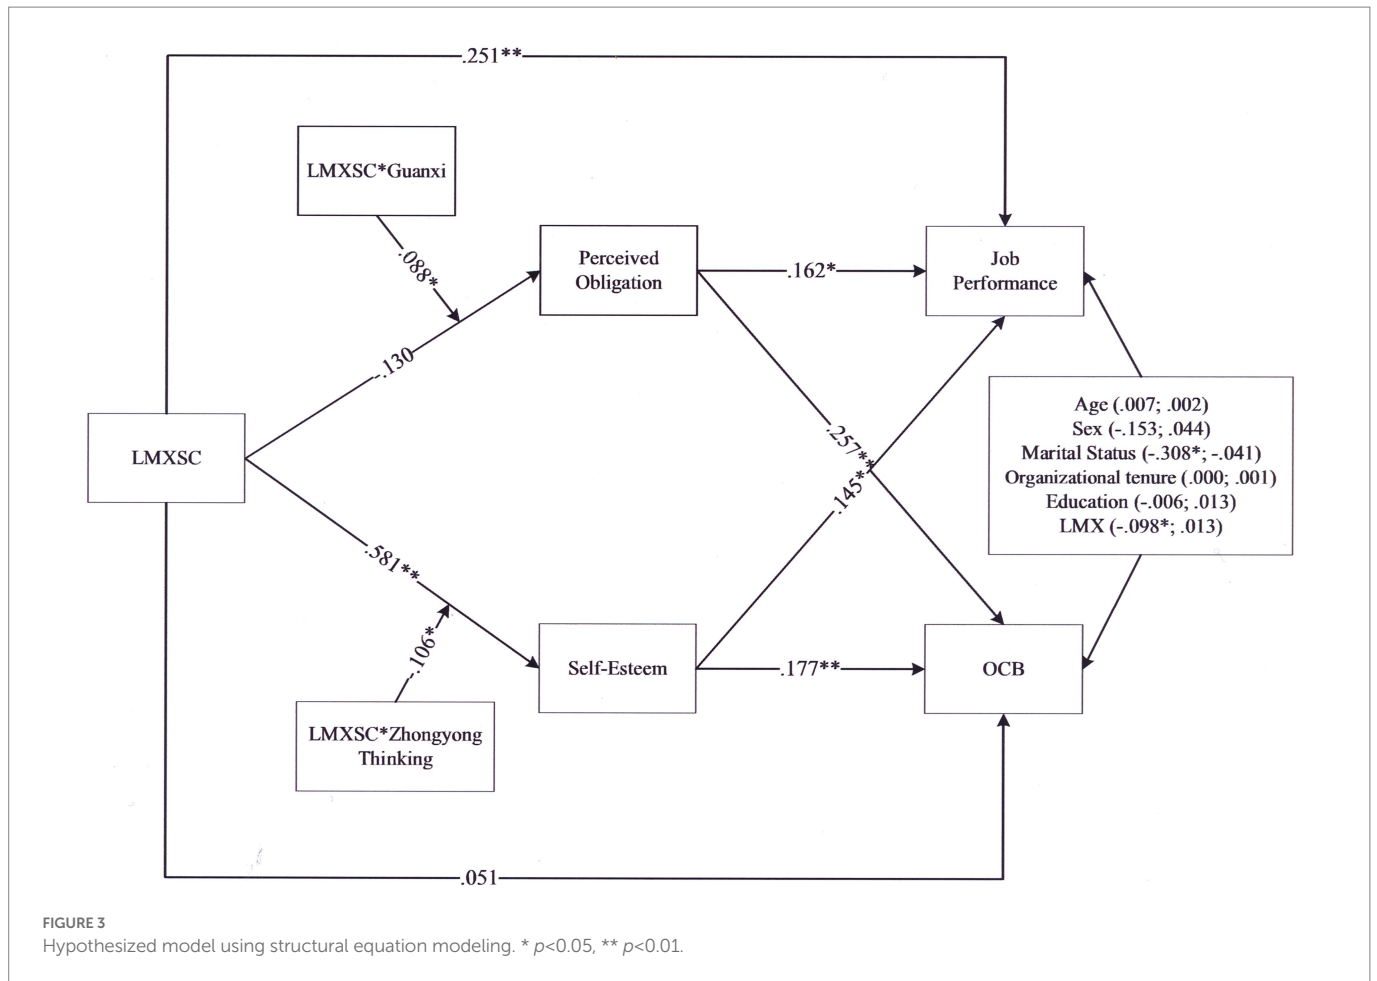 .251**
LMXSC*Guanxi
.088*
Perceived
Obligation
.162*
Job
Performance
-.130
LMXSC
.257**
.145*
Age (.007; .002)
Sex (-.153; .044)
Marital Status (-.308*; -.041)
Organizational tenure (.000; .001)
Education (-.006; .013)
LMX (-.098*; .013)
.581**
-.106*
Self-Esteem
.177**
OCB
LMXSC*Zhongyong
Thinking
.051
FIGURE 3
Hypothesized model using structural equation modeling. * p<0.05, ** p<0.01.